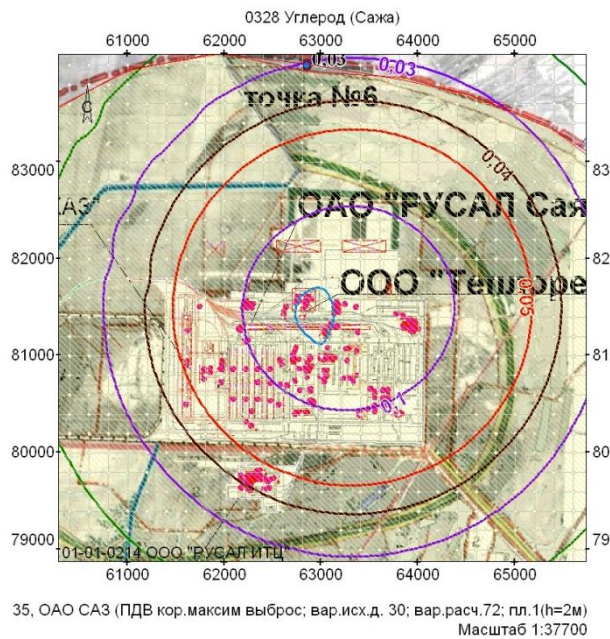 0328 Углерод (Сажа)
61000 62000 63000 64000 65000
0,03 0,03
точка №6
0,04
83000 83
АЗ" ОАО "РУСАЛ Сая
82000 82
0,05
81000 81
0,1
80000 80
79000 79
01-01-0214 ООО "РУСАЛ ИТЦ"
61000 62000 63000 64000 65000
35, ОАО САЗ (ПДВ кор.максим выброс; вар.исх.д. 30; вар.расч.72; пл.1(h=2м)
Масштаб 1:37700